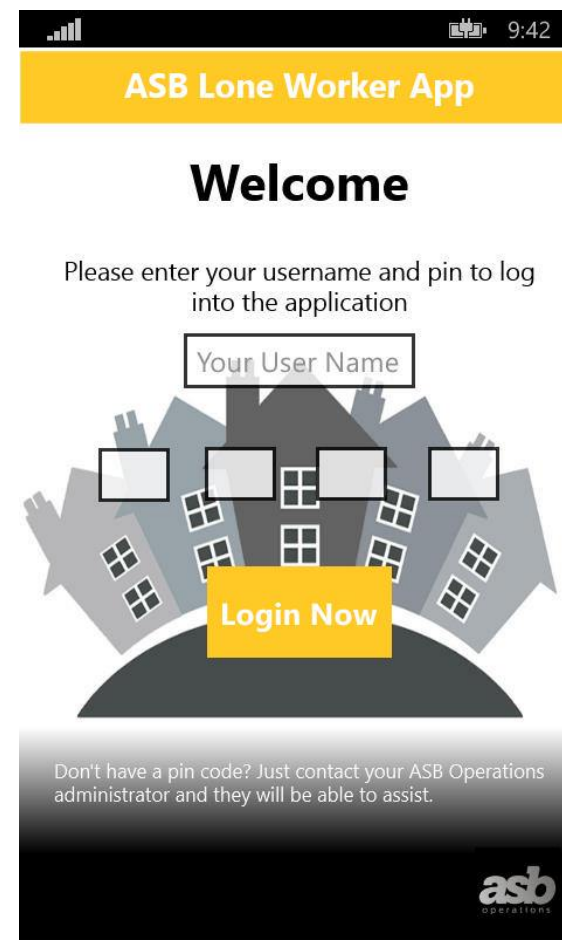 9:42
ASB Lone Worker App
Welcome
Please enter your username and pin to log
into the application
Your User Name
Login Now
Don't have a pin code? Just contact your ASB Operations
administrator and they will be able to assist.
asb
operations